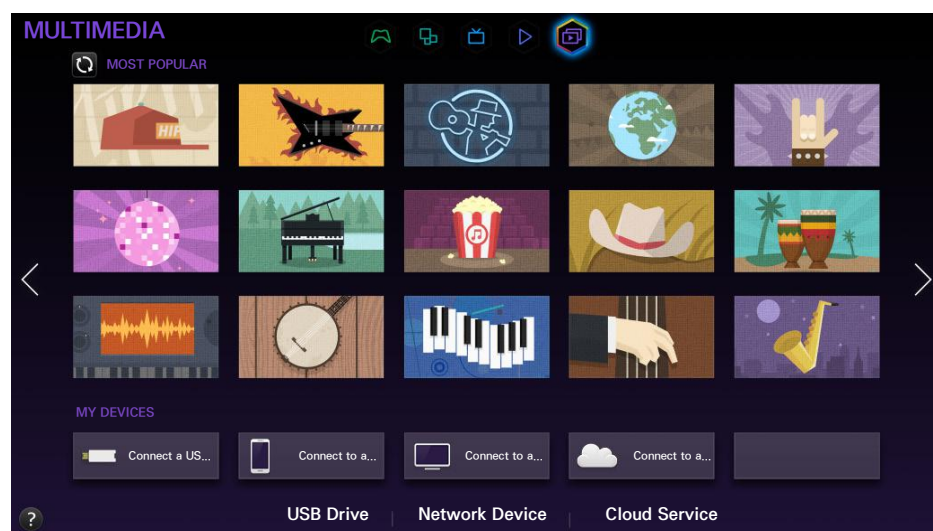 MULTIMEDIA
MOST POPULAR
HIP
MY DEVICES
Connect a US...
Connect to a...
Connect to a...
Connect to a...
?
USB Drive
Network Device
Cloud Service